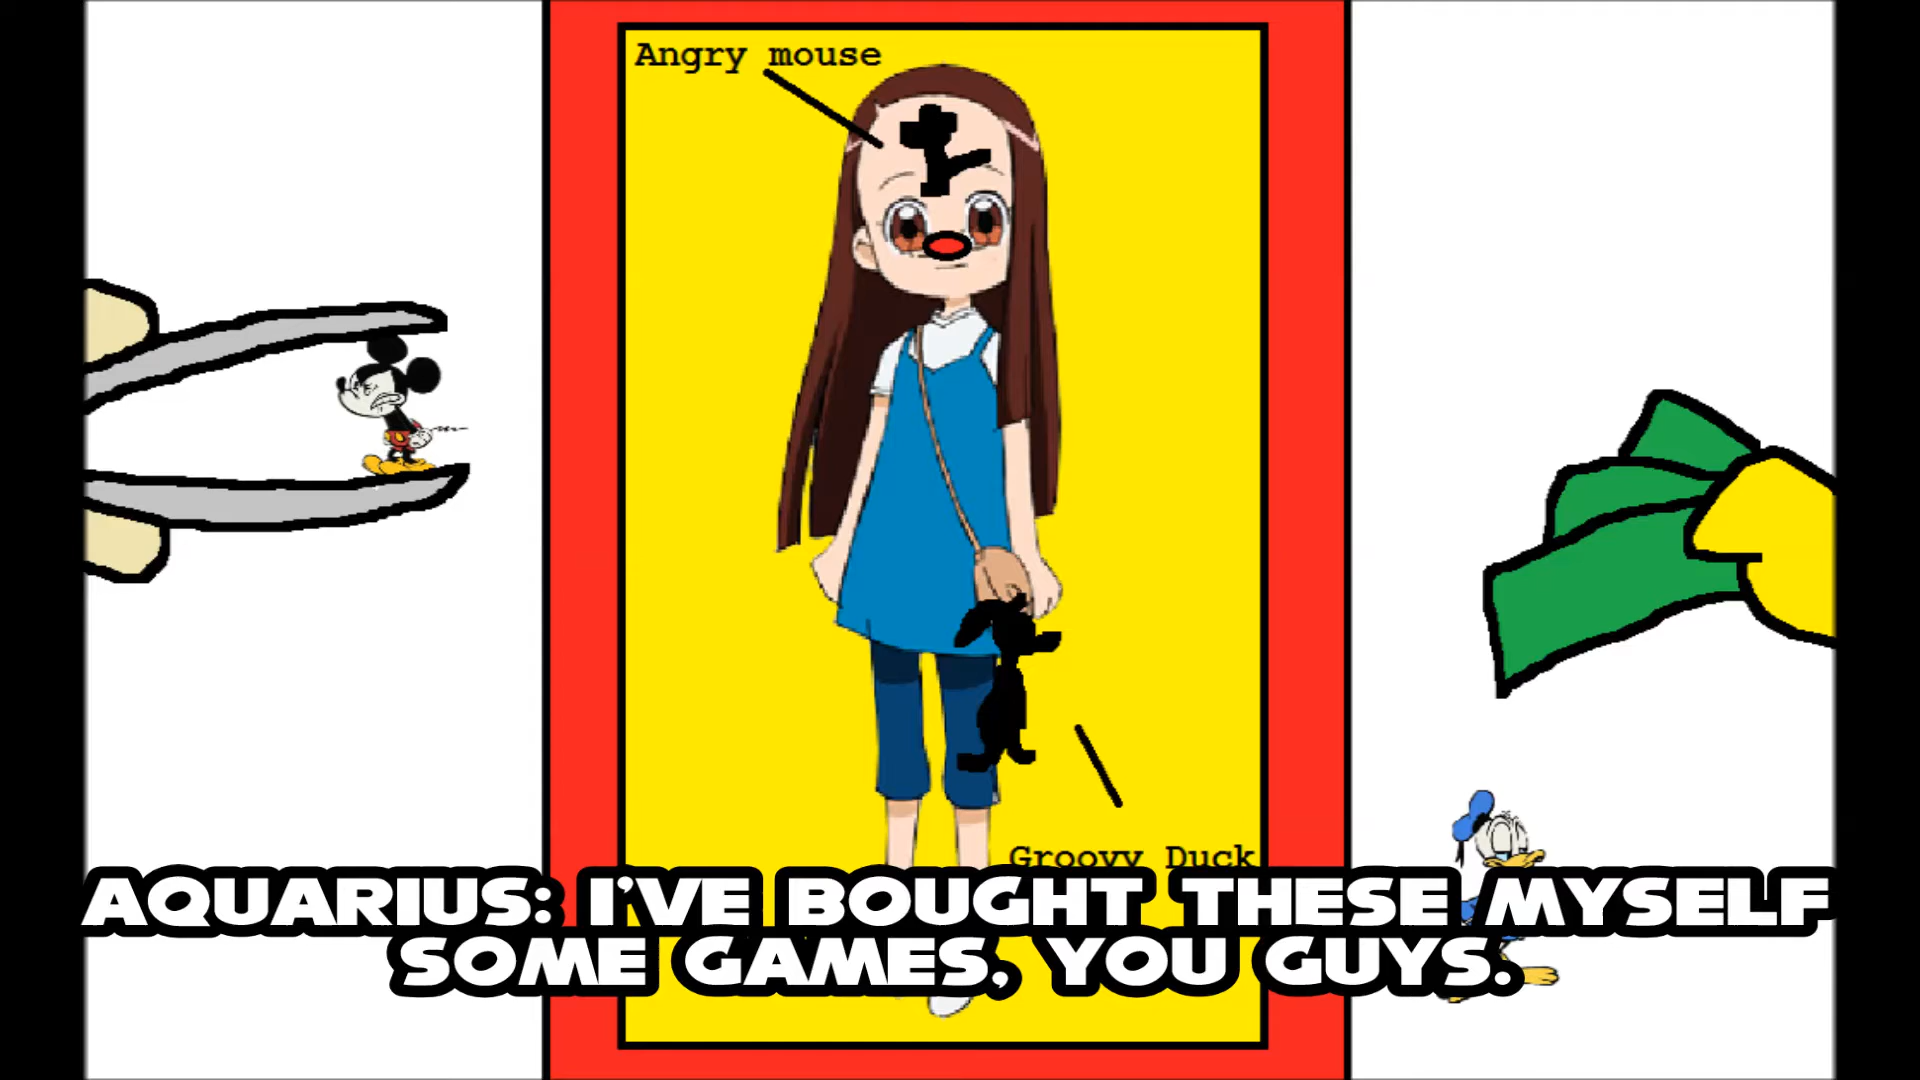 Angry mouse
Groovy Duck
AQUARIUS: I'VE BOUGHT THESE MYSELF
SOME GAMES, YOU GUYS.